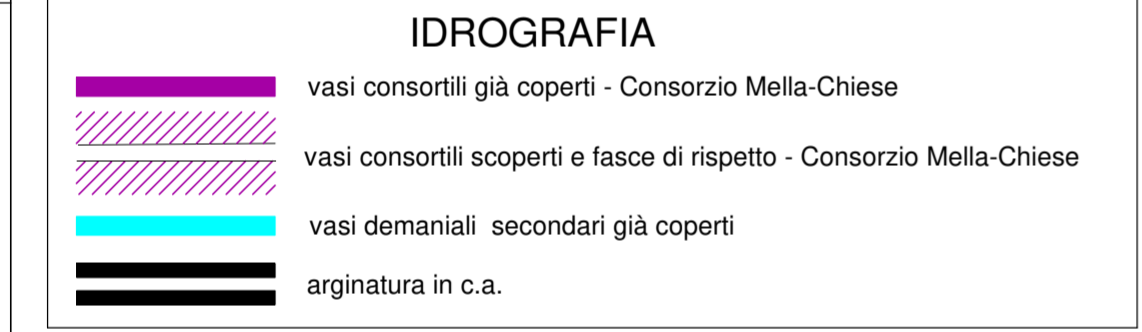 IDROGRAFIA
vasi consortili già coperti - Consorzio Mella-Chiese
vasi consortili scoperti e fasce di rispetto - Consorzio Mella-Chiese
vasi demaniali secondari già coperti
arginatura in c.a.